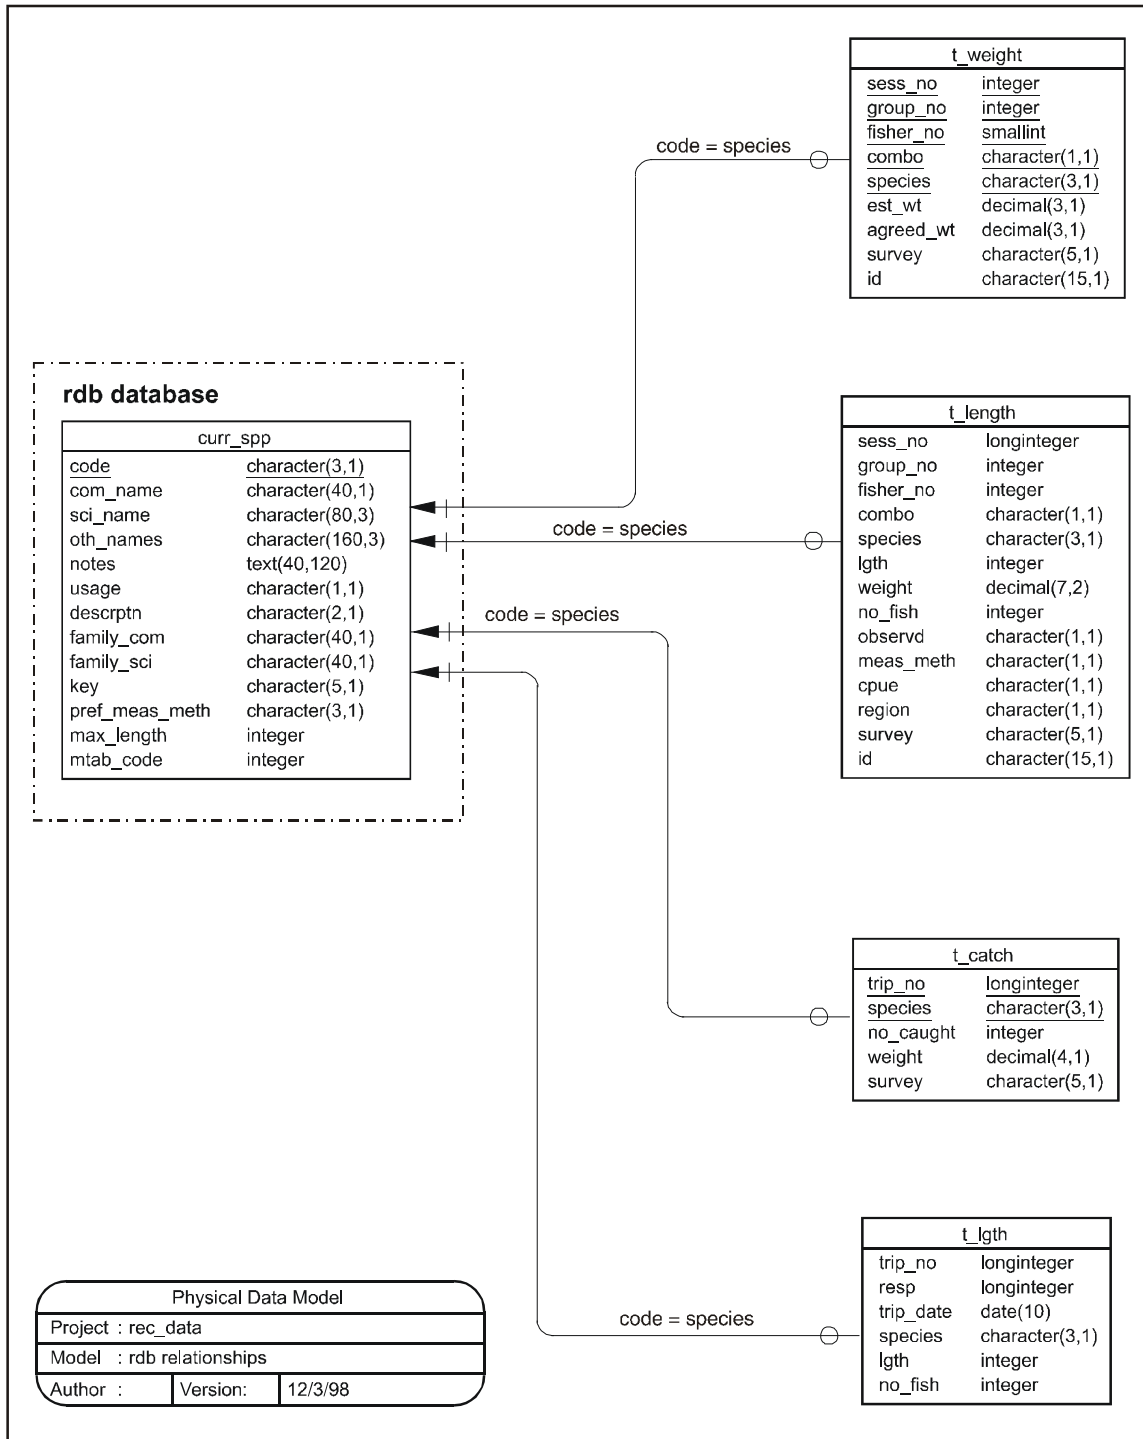 t_weight
sess_no integer
group_no integer
fisher_no smallint
combo character(1,1)
species character(3,1)
est_wt decimal(3,1)
agreed_wt decimal(3,1)
survey character(5,1)
id character(15,1)
code = species
rdb database
curr_spp
code character(3,1)
com_name character(40,1)
sci_name character(80,3)
oth_names character(160,3)
notes text(40,120)
usage character(1,1)
descrptn character(2,1)
family_com character(40,1)
family_sci character(40,1)
key character(5,1)
pref_meas_meth character(3,1)
max_length integer
mtab_code integer
t_length
sess_no longinteger
group_no integer
fisher_no integer
combo character(1,1)
species character(3,1)
lgth integer
weight decimal(7,2)
no_fish integer
observd character(1,1)
meas_meth character(1,1)
cpue character(1,1)
region character(1,1)
survey character(5,1)
id character(15,1)
code = species
code = species
t_catch
trip_no longinteger
species character(3,1)
no_caught integer
weight decimal(4,1)
survey character(5,1)
t_lgth
trip_no longinteger
resp longinteger
trip_date date(10)
species character(3,1)
lgth integer
no_fish integer
code = species
Physical Data Model
Project : rec_data
Model : rdb relationships
Author : Version: 12/3/98